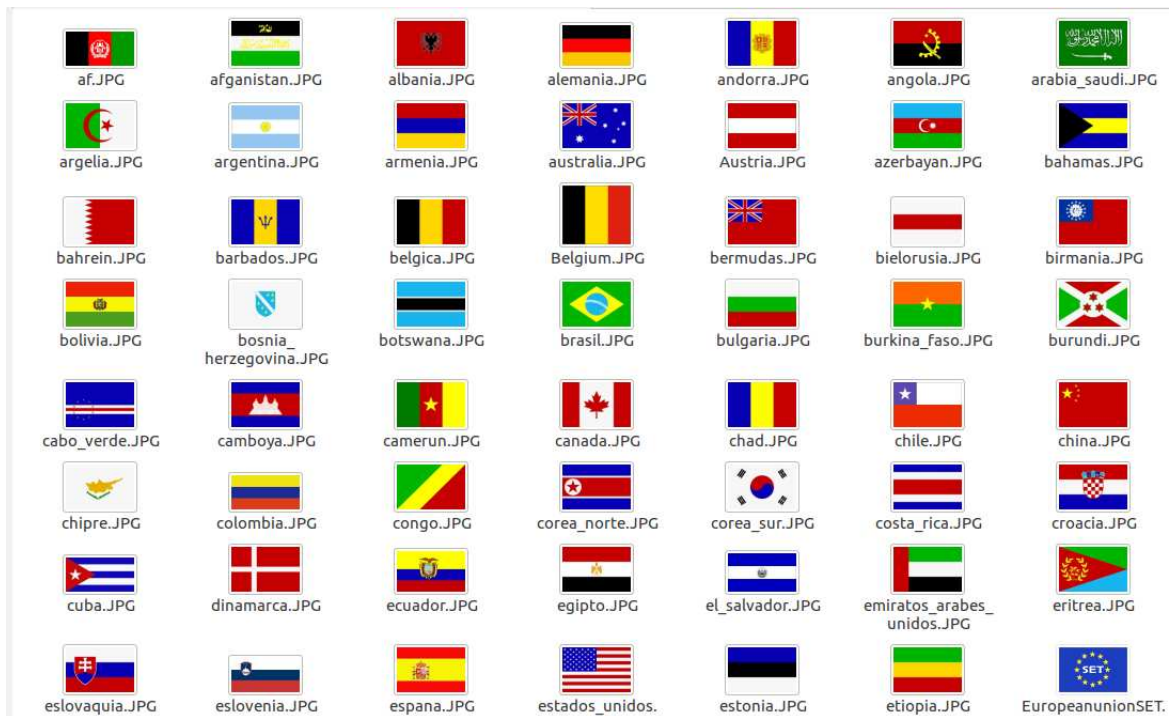 af.JPG afganistan.JPG albania.JPG alemania.JPG andorra.JPG angola.JPG arabia_saudi.JPG
argelia.JPG argentina.JPG armenia.JPG australia.JPG Austria.JPG azerbayan.JPG bahamas.JPG
bahrein.JPG barbados.JPG belgica.JPG Belgium.JPG bermudas.JPG bielorusia.JPG birmania.JPG
bolivia.JPG bosnia_ botswana.JPG brasil.JPG bulgaria.JPG burkina_faso.JPG burundi.JPG
herzegovina.JPG
cabo_verde.JPG camboya.JPG camerun.JPG canada.JPG chad.JPG chile.JPG china.JPG
chipre.JPG colombia.JPG congo.JPG corea_norte.JPG corea_sur.JPG costa_rica.JPG croacia.JPG
cuba.JPG dinamarca.JPG ecuador.JPG egipto.JPG el_salvador.JPG emiratos_arabes_ eritrea.JPG
unidos.JPG
SET
eslovaquia.JPG eslovenia.JPG espana.JPG estados_unidos. estonia.JPG etiopia.JPG EuropeanunionSET.